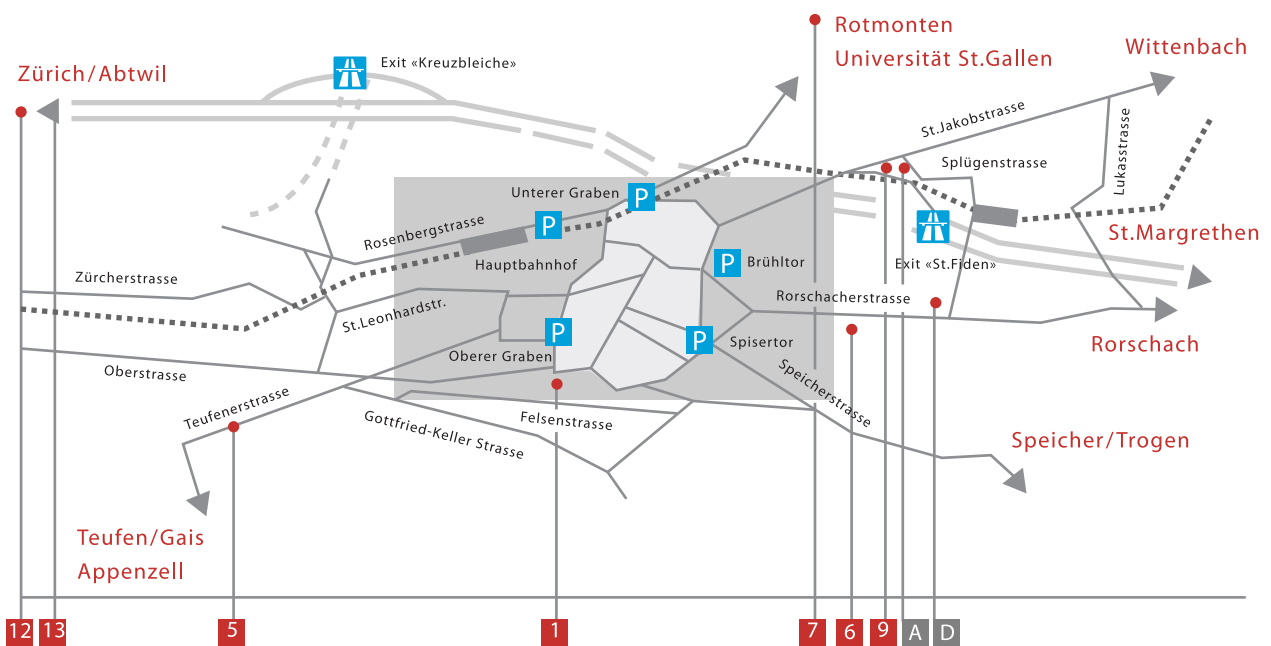 Rotmonten
Universität St.Gallen
Wittenbach
Exit «Kreuzbleiche»
Zürich/Abtwil
St.Jakobstrasse
Splügenstrasse
Lukasstrasse
Unterer Graben
P
P
Rosenbergstrasse
St.Margrethen
Hauptbahnhof
P
Brühltor
Exit «St.Fiden»
Zürcherstrasse
St.Leonhardstr.
Rorschacherstrasse
P
P
Spisertor
Rorschach
Oberer Graben
Oberstrasse
Speicherstrasse
Teufenerstrasse
Felsenstrasse
Gottfried-Keller Strasse
Speicher/Trogen
Teufen/Gais
Appenzell
12
13
5
1
7
6
9
A
D